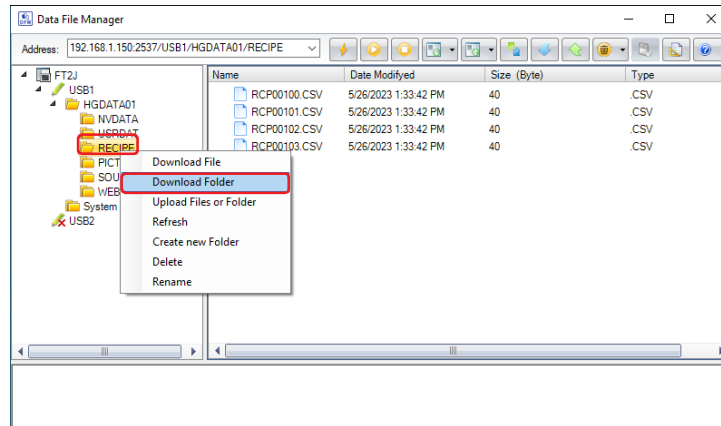 Data File Manager
Address: 192.168.1.150:2537/USB1/HGDATA01/RECIPE
FT2J
USB1
HGDATA01
NVDATA
USRDAT
RECIPE
PICT
SOU
WEB
System
USB2
Name Date Modifyed Size (Byte) Type
RCP00100.CSV 5/26/2023 1:33:42 PM 40 .CSV
RCP00101.CSV 5/26/2023 1:33:42 PM 40 .CSV
RCP00102.CSV 5/26/2023 1:33:42 PM 40 .CSV
RCP00103.CSV 5/26/2023 1:33:42 PM 40 .CSV
Download File
Download Folder
Upload Files or Folder
Refresh
Create new Folder
Delete
Rename